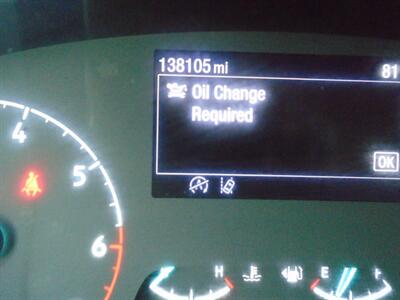 138105 mi 81
Oil Change
Required
OK
4
5
6
A
H E F